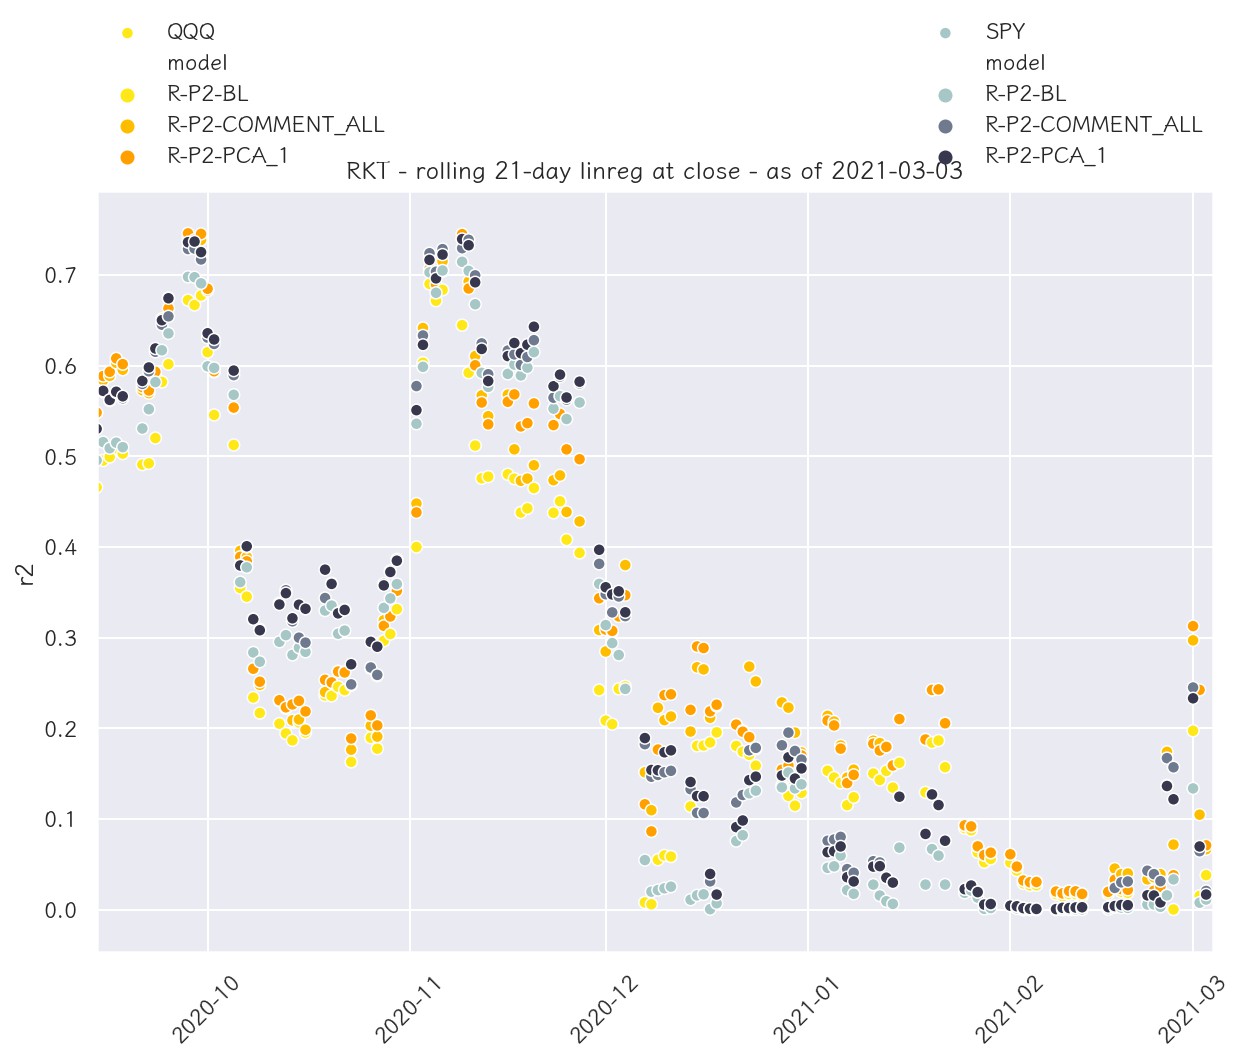 QQQ
model
R-P2-BL
R-P2-COMMENT_ALL
R-P2-PCA_1
SPY
model
R-P2-BL
R-P2-COMMENT_ALL
R-P2-PCA_1
RKT - rolling 21-day linreg at close - as of 2021-03-03
r2
0.7
0.6
0.5
0.4
0.3
0.2
0.1
0.0
2020-10
2020-11
2020-12
2021-01
2021-02
2021-03